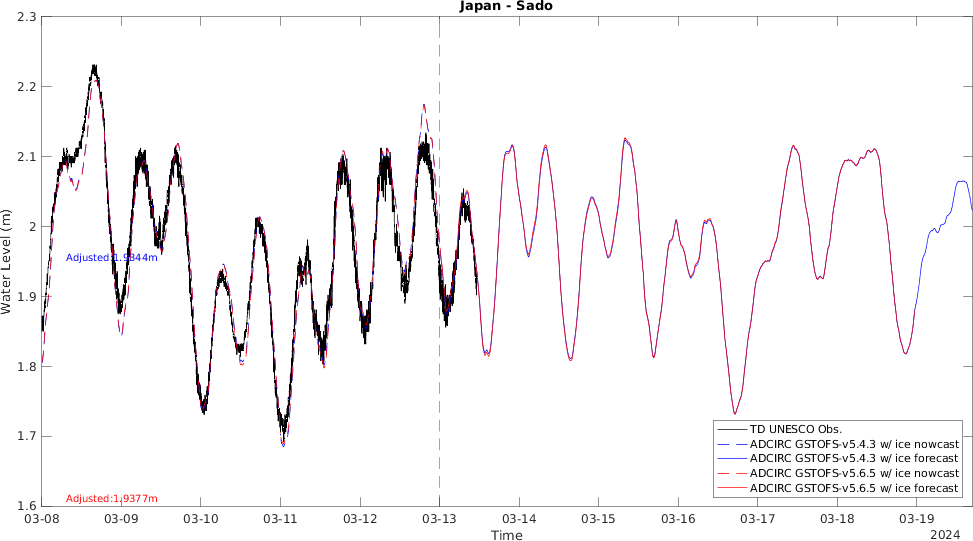 Japan - Sado
2.3
2.2
2.1
2
1.9
1.8
1.7
1.6
Water Level (m)
Adjusted:1.9844m
Adjusted:1.9377m
TD UNESCO Obs.
ADCIRC GSTOFS-v5.4.3 w/ ice nowcast
ADCIRC GSTOFS-v5.4.3 w/ ice forecast
ADCIRC GSTOFS-v5.6.5 w/ ice nowcast
ADCIRC GSTOFS-v5.6.5 w/ ice forecast
03-08 03-09 03-10 03-11 03-12 03-13 03-14 03-15 03-16 03-17 03-18 03-19
Time
2024